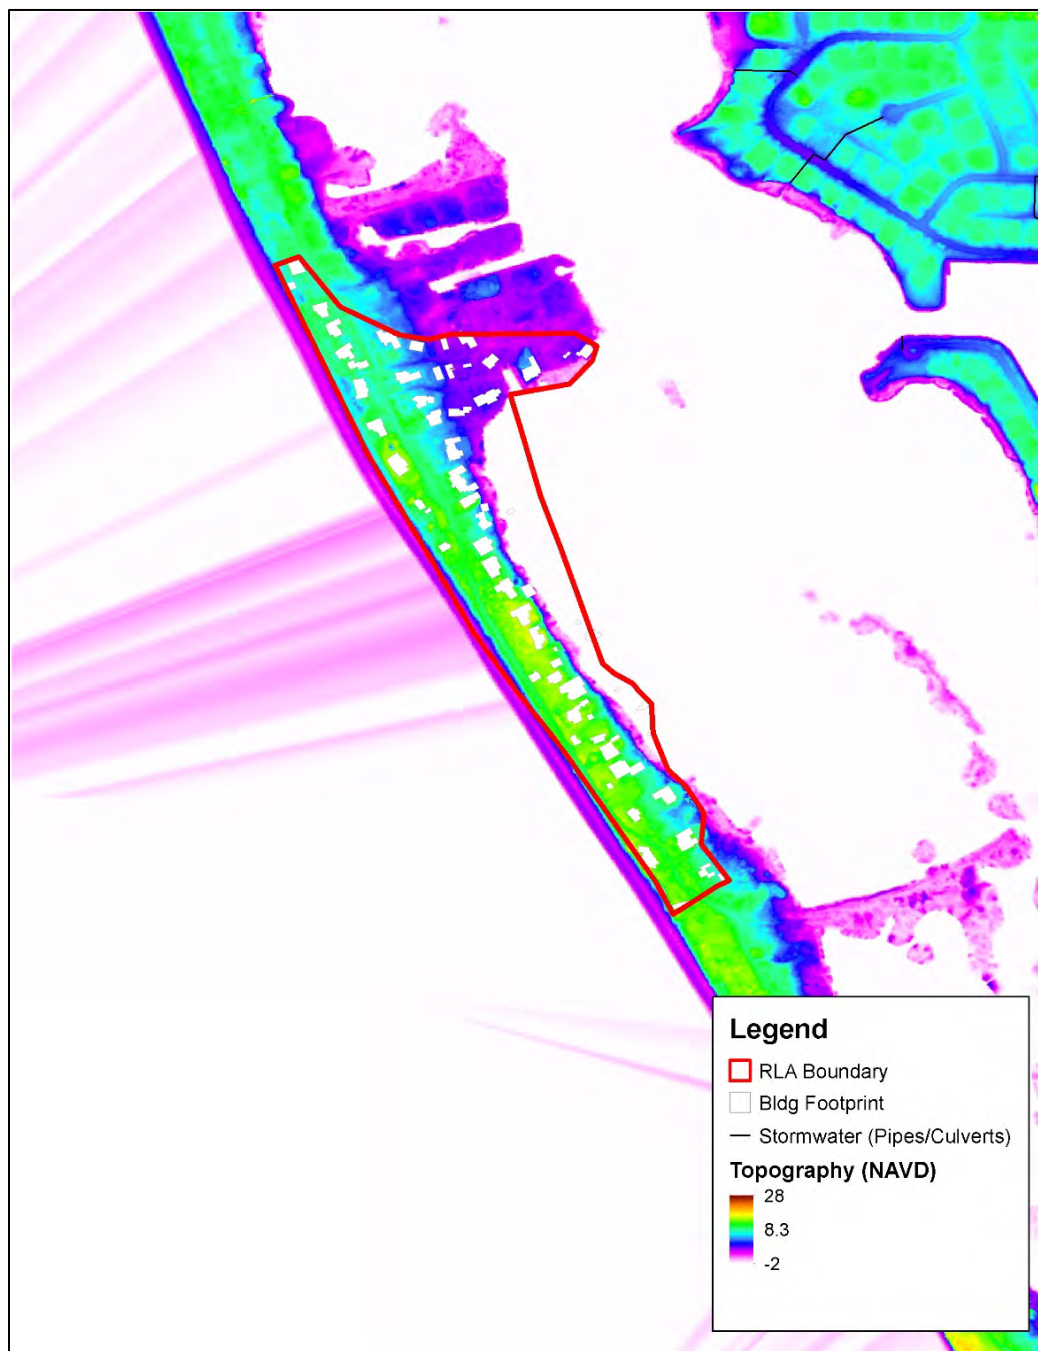 Legend
RLA Boundary
Bldg Footprint
Stormwater (Pipes/Culverts)
Topography (NAVD)
28
8.3
-2